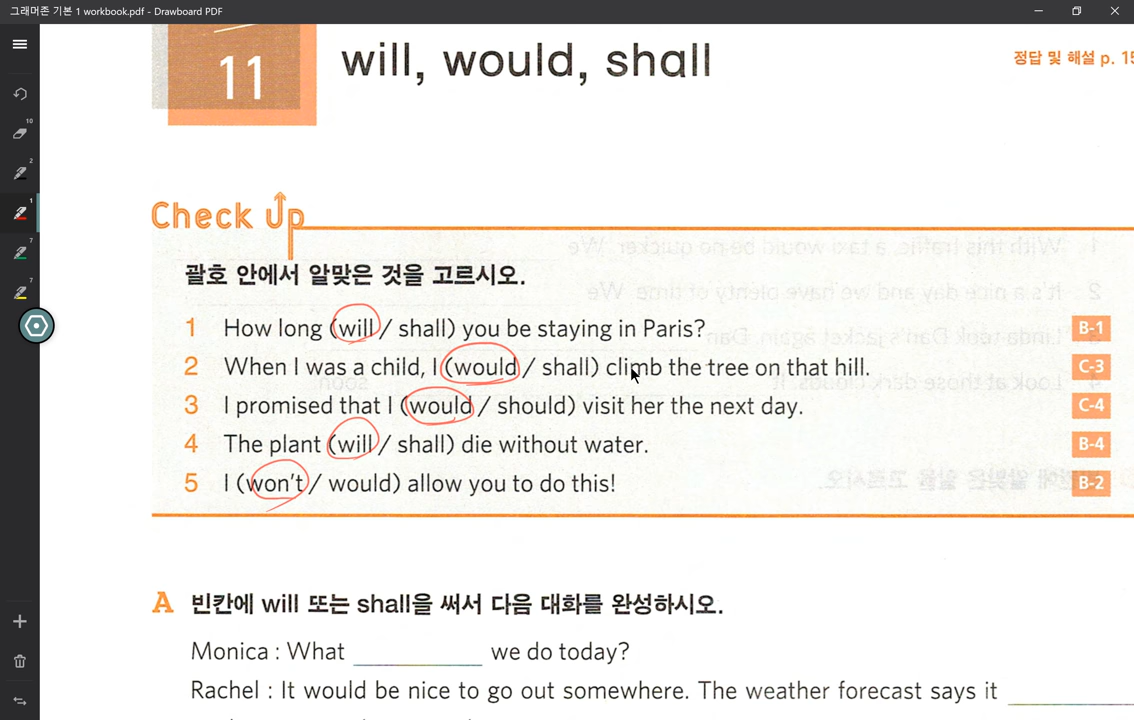 그래머존 기본 1 workbook.pdf - Drawboard PDF
11
will, would, shall
정답 및 해설 p. 15
Check Up
괄호 안에서 알맞은 것을 고르시오.
1 How long (will / shall) you be staying in Paris? B-1
2 When I was a child, I (would / shall) climb the tree on that hill. C-3
3 I promised that I (would / should) visit her the next day. C-4
4 The plant (will / shall) die without water. B-4
5 I (won't / would) allow you to do this! B-2
A 빈칸에 will 또는 shall을 써서 다음 대화를 완성하시오.
Monica : What ________ we do today?
Rachel : It would be nice to go out somewhere. The weather forecast says it ________
10
2
1
7
7